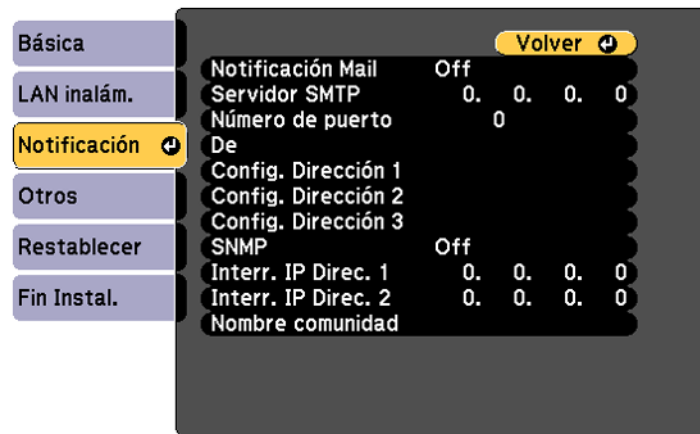 Básica
LAN inalám.
Notificación
Otros
Restablecer
Fin Instal.
Volver
Notificación Mail Off
Servidor SMTP 0. 0. 0. 0
Número de puerto 0
De
Config. Dirección 1
Config. Dirección 2
Config. Dirección 3
SNMP Off
Interr. IP Direc. 1 0. 0. 0. 0
Interr. IP Direc. 2 0. 0. 0. 0
Nombre comunidad